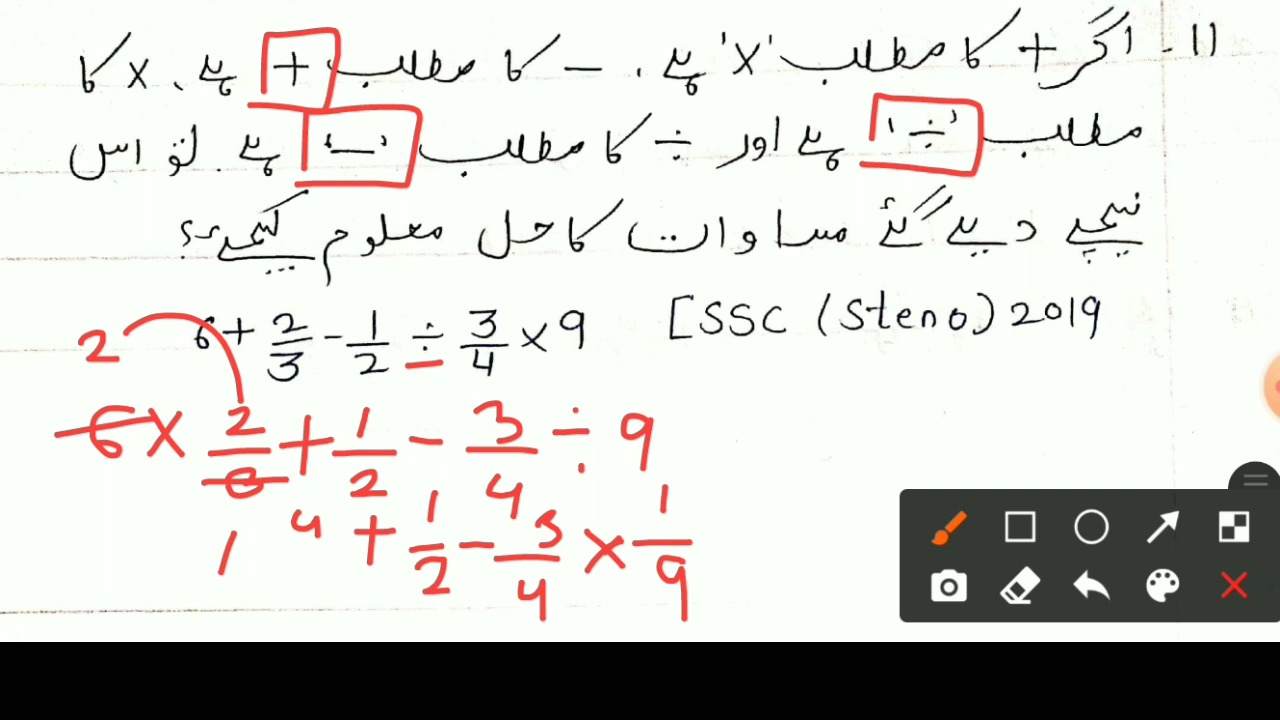 ۱۱- اگر + کا مطلب 'x' ہے، - کا مطلب + ہے، x کا
مطلب '÷' ہے اور ÷ کا مطلب '-' ہے۔ تو اس
نیچے دیے گئے مساوات کا حل معلوم کیجیے؟
6 + 2/3 - 1/2 ÷ 3/4 x 9 [SSC (Steno) 2019
2
6 x 2/3 + 1/2 - 3/4 ÷ 9
1 4 + 1/2 - 3/4 x 1/9